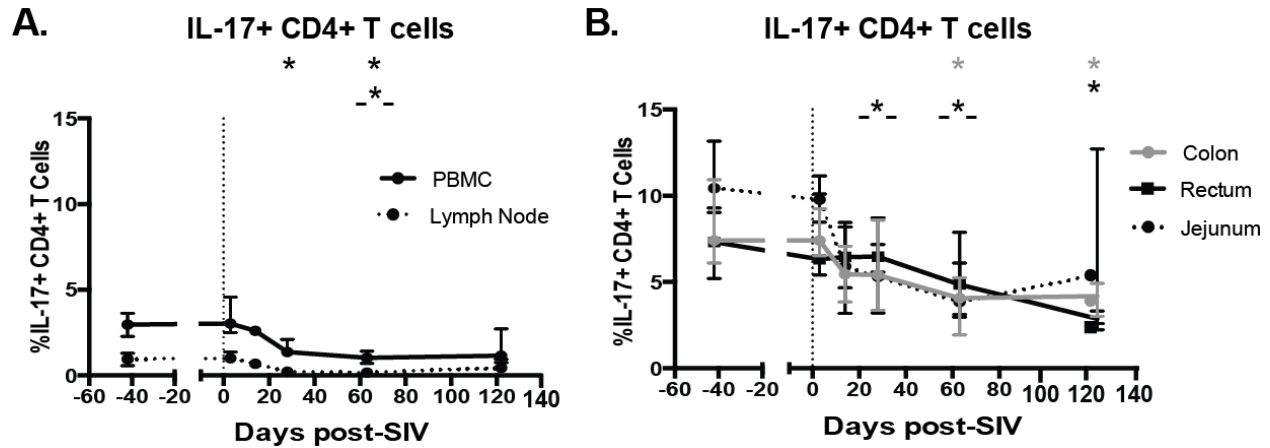 A.
IL-17+ CD4+ T cells
*
*
-*-
%IL-17+ CD4+ T Cells
15
10
5
0
PBMC
Lymph Node
-60 -40 -20 0 20 40 60 80 100 120 140
Days post-SIV
B.
IL-17+ CD4+ T cells
*
*
*
-*-
-*-
%IL-17+ CD4+ T Cells
15
10
5
0
Colon
Rectum
Jejunum
-60 -40 -20 0 20 40 60 80 100 120 140
Days post-SIV